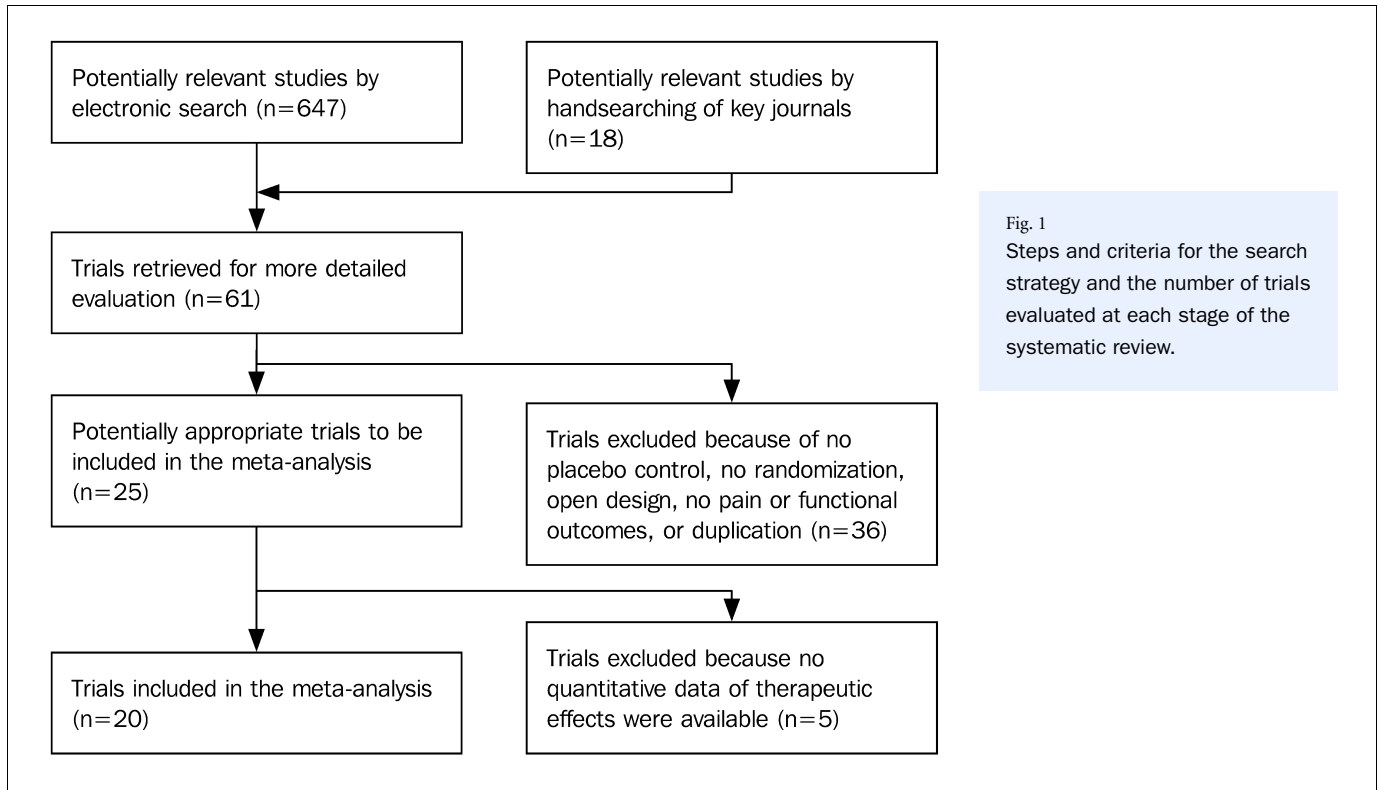 Potentially relevant studies by
electronic search (n=647)
Potentially relevant studies by
handsearching of key journals
(n=18)
Trials retrieved for more detailed
evaluation (n=61)
Fig. 1
Steps and criteria for the search
strategy and the number of trials
evaluated at each stage of the
systematic review.
Potentially appropriate trials to be
included in the meta-analysis
(n=25)
Trials excluded because of no
placebo control, no randomization,
open design, no pain or functional
outcomes, or duplication (n=36)
Trials included in the meta-analysis
(n=20)
Trials excluded because no
quantitative data of therapeutic
effects were available (n=5)